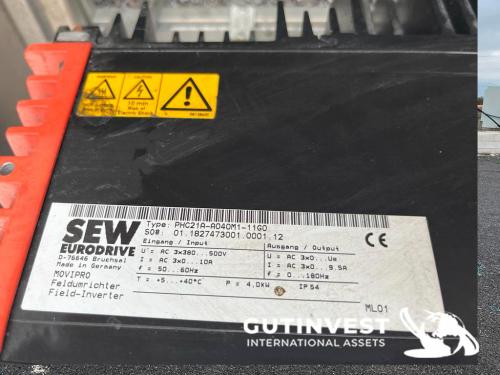 10 min
SEW
EURODRIVE
D-76646 Bruchsal
Made in Germany
MOVIPRO
Feldumrichter
Field-Inverter
Type: PHC21A-A040M1-11G0
SO#: 01.1827473001.0001.12
Eingang / Input
U = AC 3x380...500V
I = AC 3x0...10A
f = 50...60Hz
T = +5...+40°C
Ausgang / Output
U = AC 3x0...Ue
I = AC 3x0...9.5A
f = 0...180Hz
P = 4,0kW
IP54
CE
ML01
GUTINVEST
INTERNATIONAL ASSETS